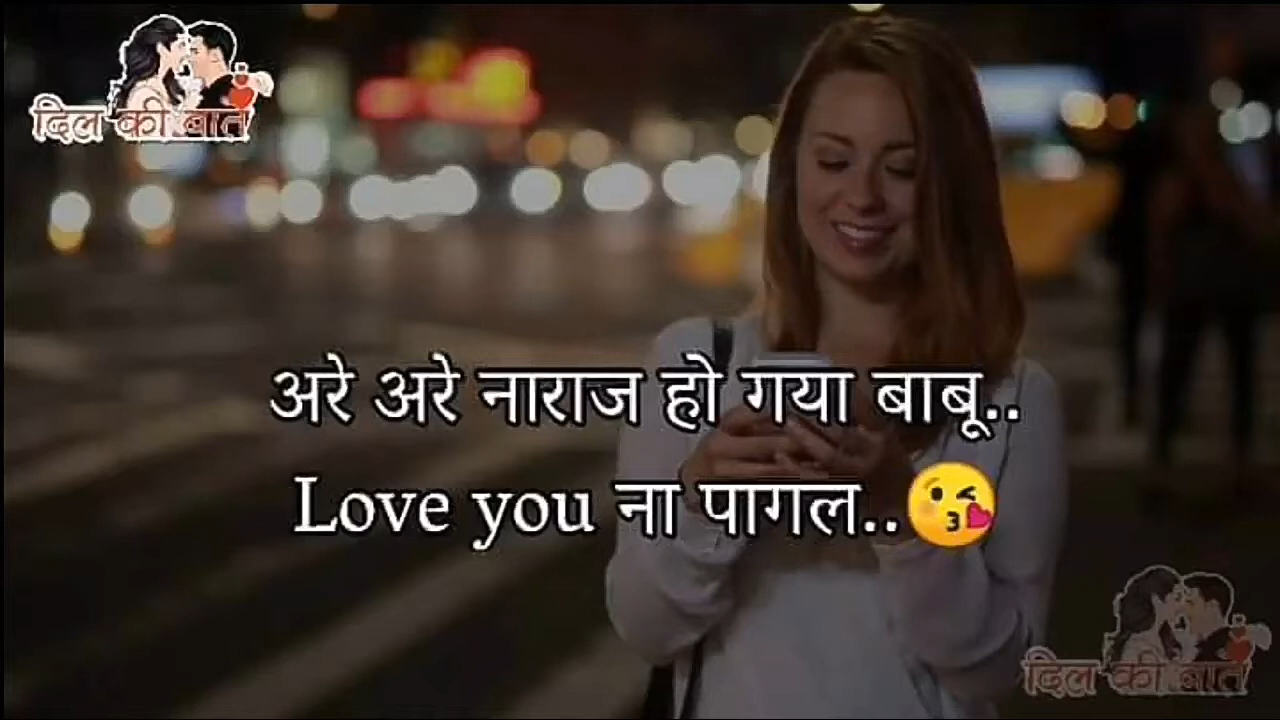 दिल की बात
अरे अरे नाराज हो गया बाबू..
Love you ना पागल..😘
दिल की बात